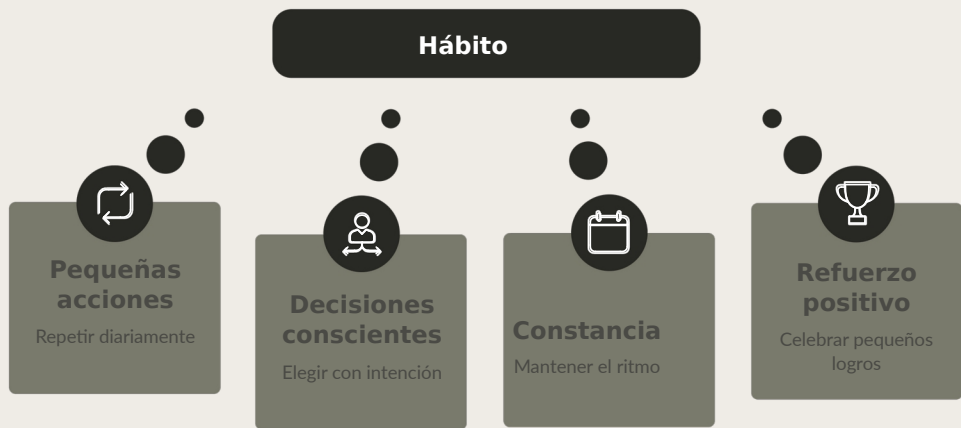 Hábito
Pequeñas
acciones
Repetir diariamente
Decisiones
conscientes
Elegir con intención
Constancia
Mantener el ritmo
Refuerzo
positivo
Celebrar pequeños
logros